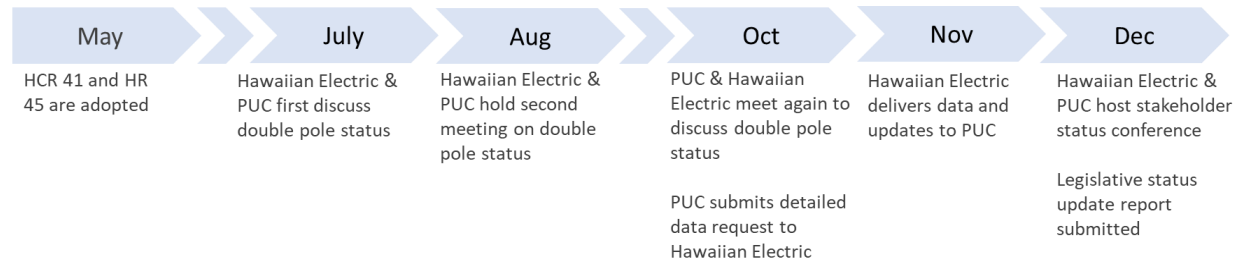 May
HCR 41 and HR
45 are adopted
July
Hawaiian Electric &
PUC first discuss
double pole status
Aug
Hawaiian Electric &
PUC hold second
meeting on double
pole status
Oct
PUC & Hawaiian
Electric meet again to
discuss double pole
status
PUC submits detailed
data request to
Hawaiian Electric
Nov
Hawaiian Electric
delivers data and
updates to PUC
Dec
Hawaiian Electric &
PUC host stakeholder
status conference
Legislative status
update report
submitted